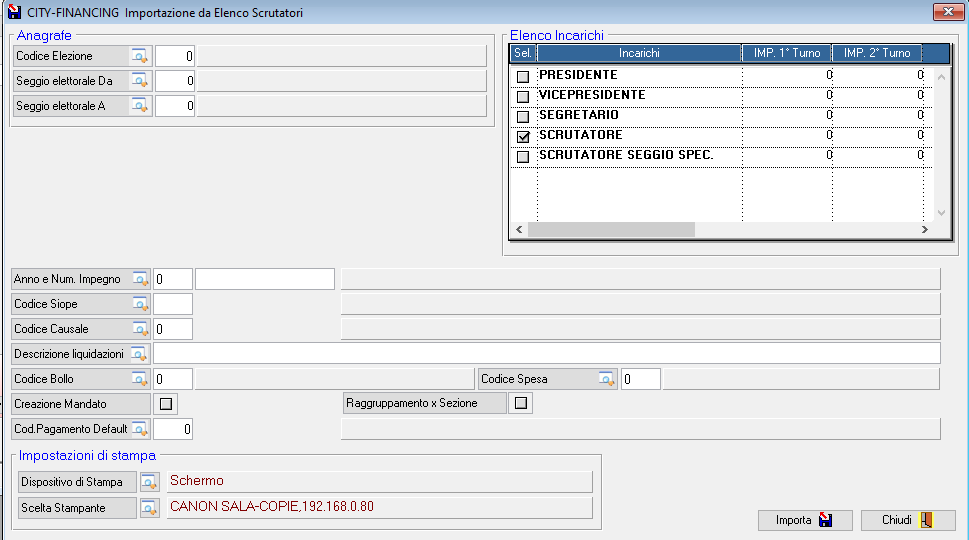 CITY-FINANCING Importazione da Elenco Scrutatori
Anagrafe
Codice Elezione 0
Seggio elettorale Da 0
Seggio elettorale A 0
Elenco Incarichi
Sel. Incarichi IMP. 1° Turno IMP. 2° Turno
PRESIDENTE 0 0
VICEPRESIDENTE 0 0
SEGRETARIO 0 0
SCRUTATORE 0 0
SCRUTATORE SEGGIO SPEC. 0 0
Anno e Num. Impegno 0
Codice Siope
Codice Causale 0
Descrizione liquidazioni
Codice Bollo 0 Codice Spesa 0
Creazione Mandato Raggruppamento x Sezione
Cod.Pagamento Default 0
Impostazioni di stampa
Dispositivo di Stampa Schermo
Scelta Stampante CANON SALA-COPIE,192.168.0.80
Importa Chiudi